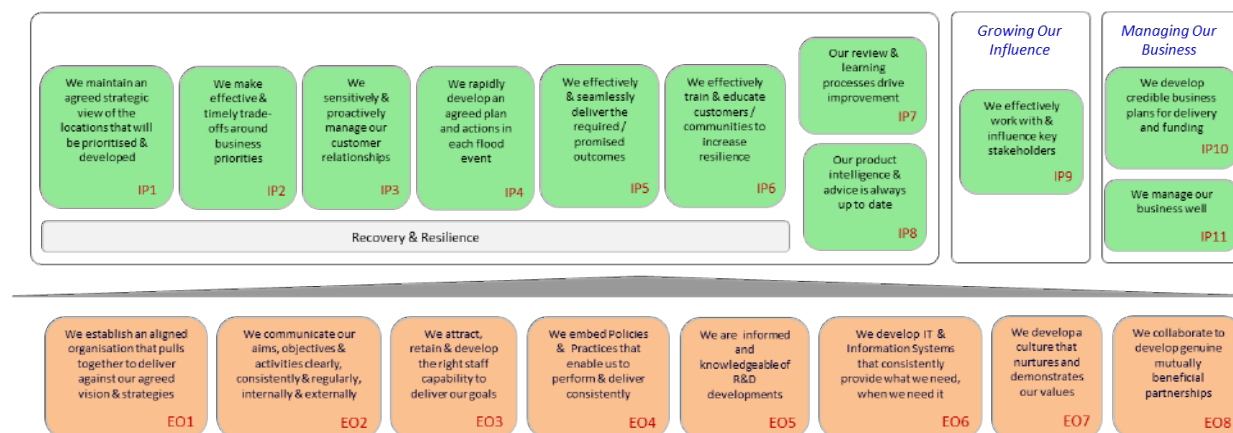 We maintain an
agreed strategic
view of the
locations that will
be prioritised &
developed
IP1
We make
effective &
timely trade-
offs around
business
priorities
IP2
We
sensitively &
proactively
manage our
customer
relationships
IP3
We rapidly
develop an
agreed plan
and actions in
each flood
event
IP4
We effectively
& seamlessly
deliver the
required /
promised
outcomes
IP5
We effectively
train & educate
customers /
communities to
increase
resilience
IP6
Our review &
learning
processes drive
improvement
IP7
Our product
intelligence &
advice is always
up to date
IP8
Recovery & Resilience
Growing Our
Influence
We effectively
work with &
influence key
stakeholders
IP9
Managing Our
Business
We develop
credible business
plans for delivery
and funding
IP10
We manage our
business well
IP11
We establish an aligned
organisation that pulls
together to deliver
against our agreed
vision & strategies
EO1
We communicate our
aims, objectives &
activities clearly,
consistently & regularly,
internally & externally
EO2
We attract,
retain & develop
the right staff
capability to
deliver our goals
EO3
We embed Policies
& Practices that
enable us to
perform & deliver
consistently
EO4
We are informed
and
knowledgeable of
R&D
developments
EO5
We develop IT &
Information Systems
that consistently
provide what we need,
when we need it
EO6
We develop a
culture that
nurtures and
demonstrates
our values
EO7
We collaborate to
develop genuine
mutually
beneficial
partnerships
EO8